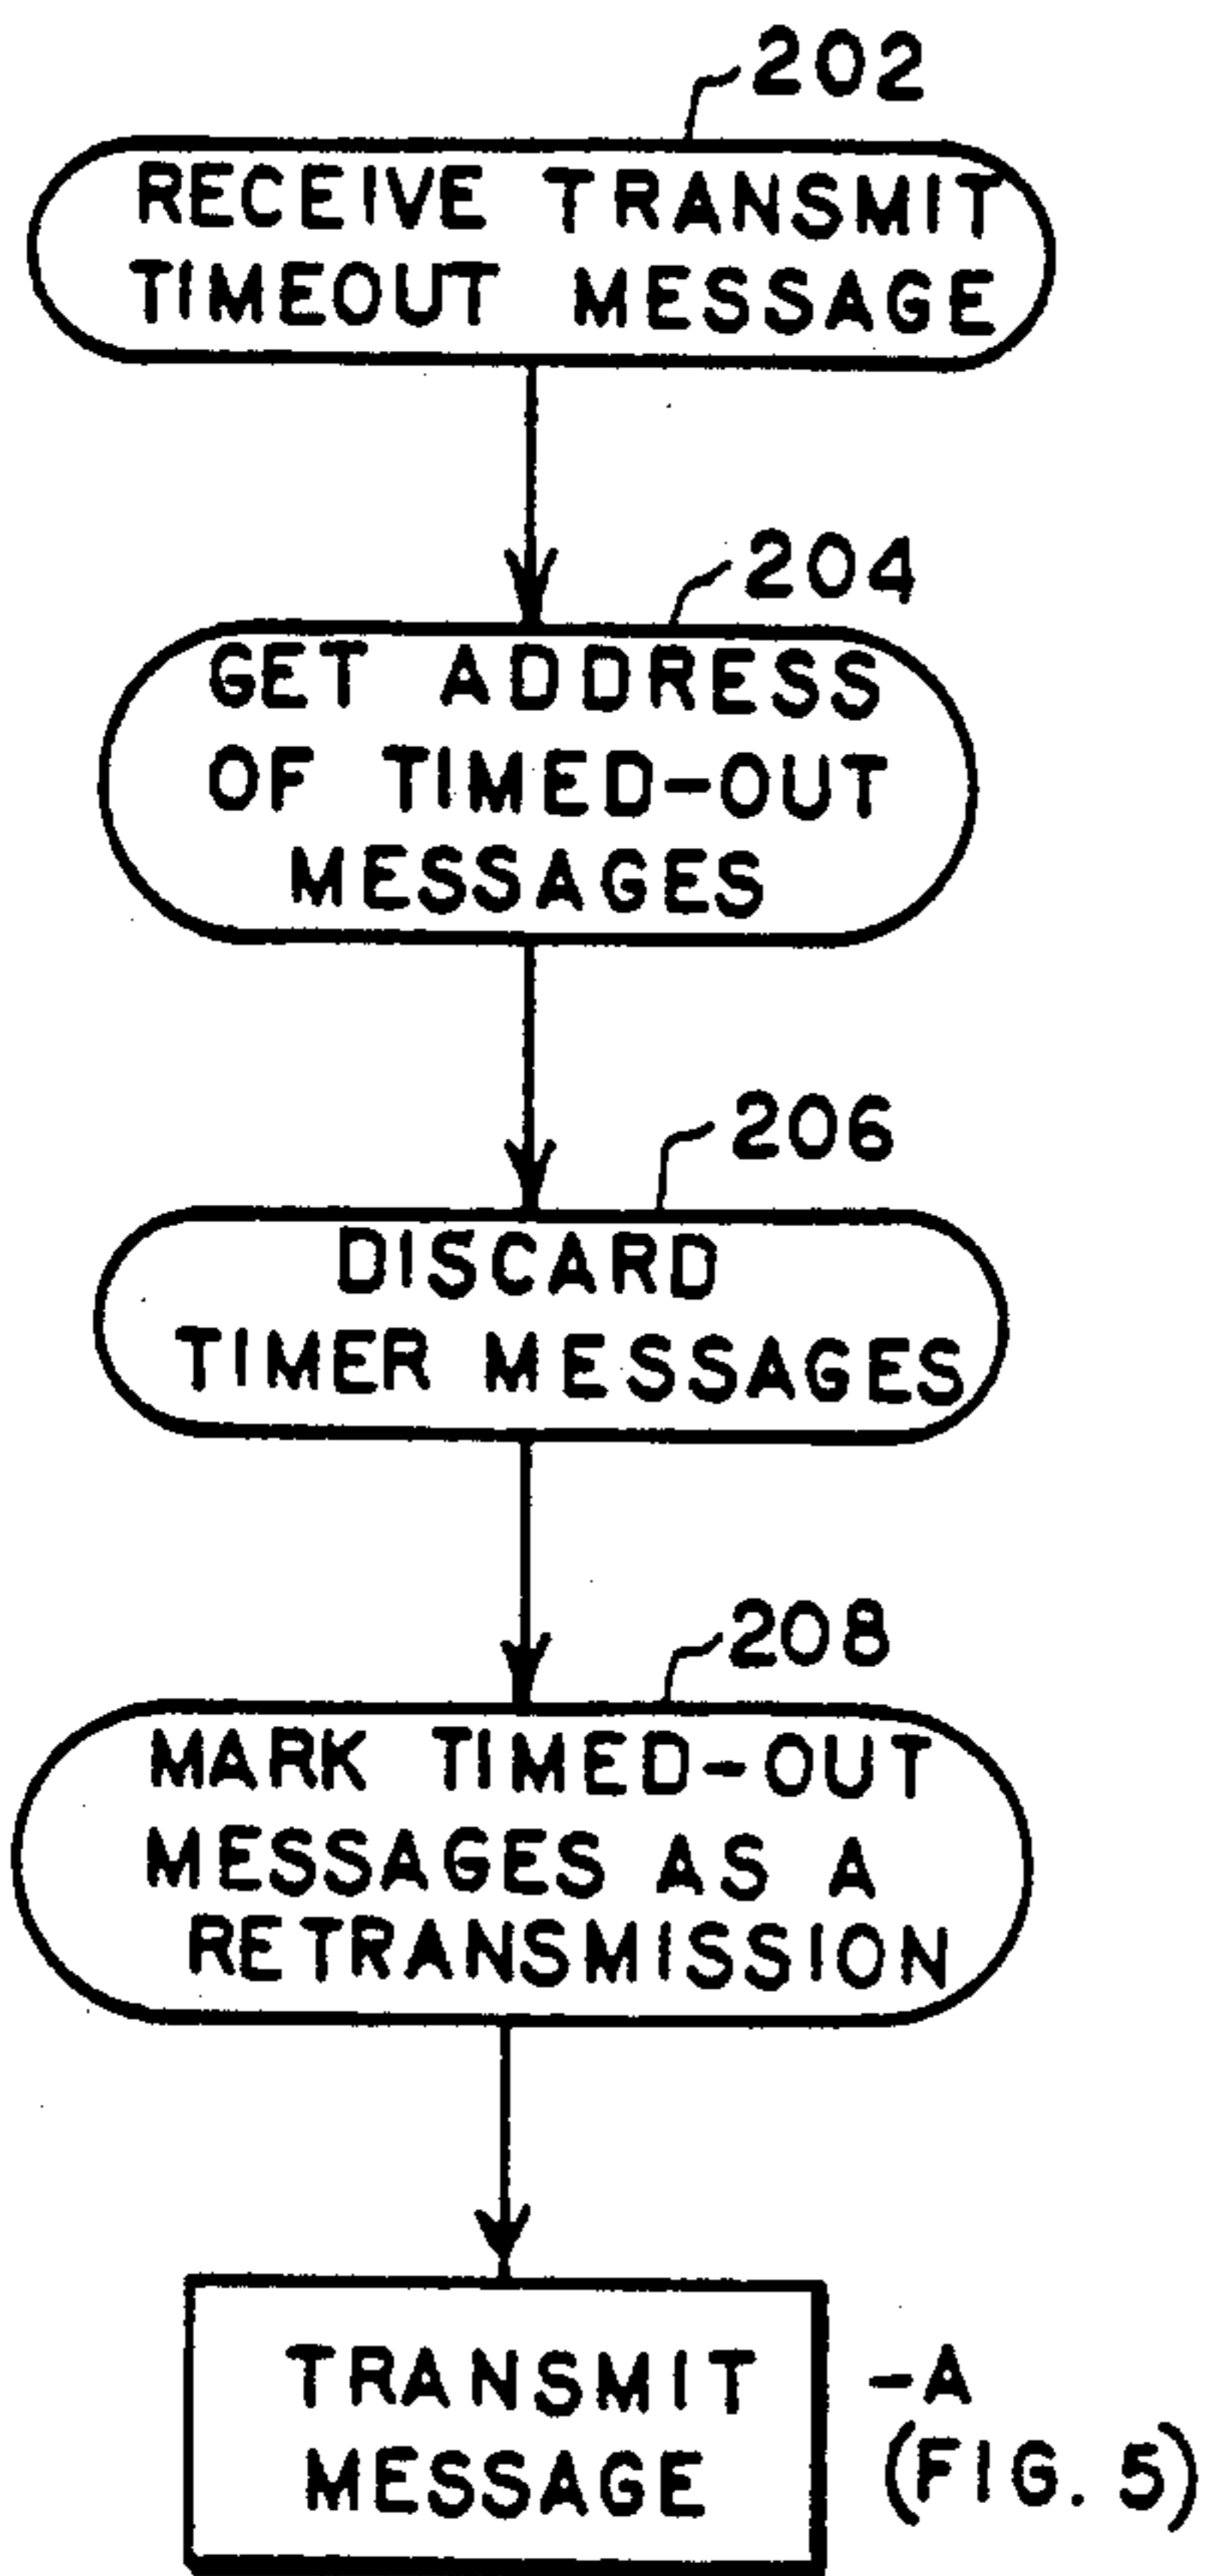 202
RECEIVE TRANSMIT
TIMEOUT MESSAGE
204
GET ADDRESS
OF TIMED-OUT
MESSAGES
206
DISCARD
TIMER MESSAGES
208
MARK TIMED-OUT
MESSAGES AS A
RETRANSMISSION
TRANSMIT
MESSAGE
-A
(FIG. 5)